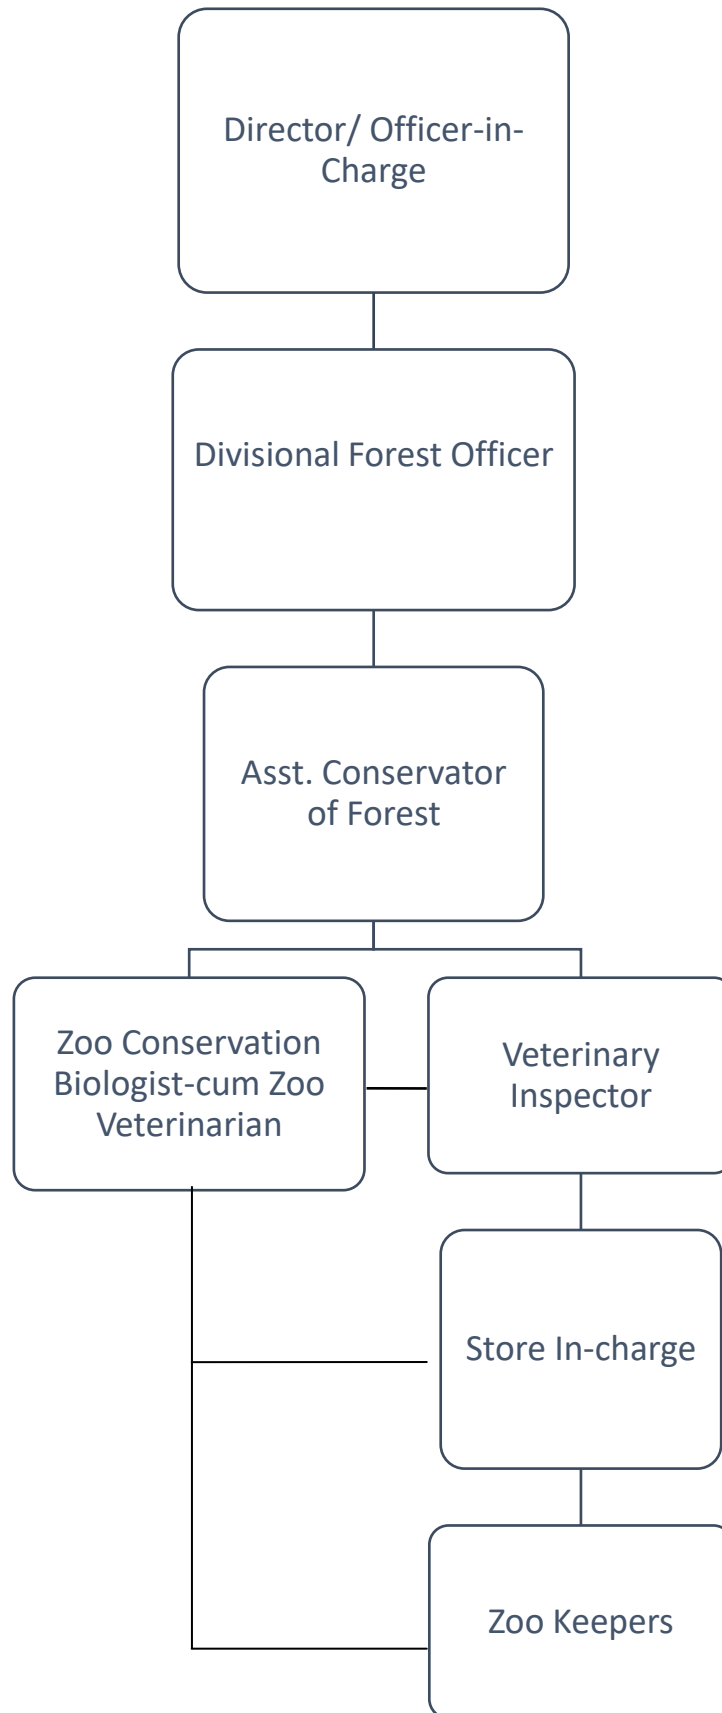 Director/ Officer-in-
Charge
Divisional Forest Officer
Asst. Conservator
of Forest
Zoo Conservation
Biologist-cum Zoo
Veterinarian
Veterinary
Inspector
Store In-charge
Zoo Keepers